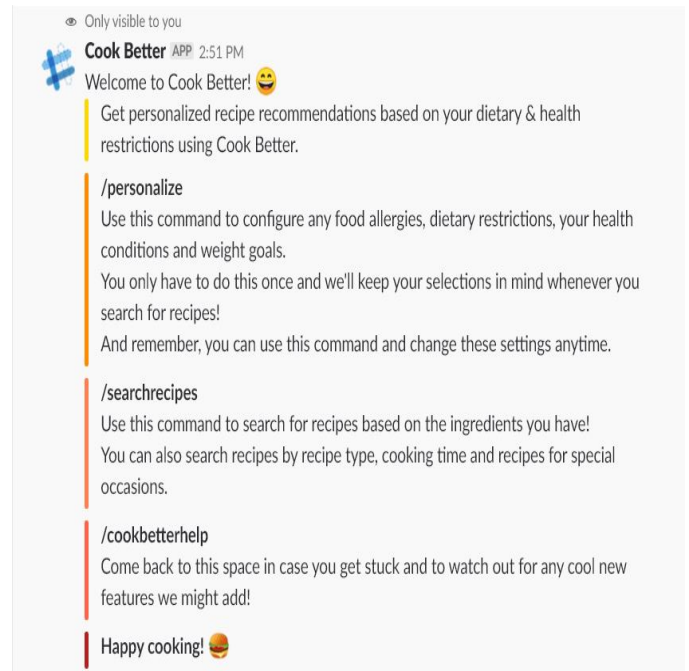 Only visible to you
Cook Better APP 2:51 PM
Welcome to Cook Better! 😄
Get personalized recipe recommendations based on your dietary & health
restrictions using Cook Better.
/personalize
Use this command to configure any food allergies, dietary restrictions, your health
conditions and weight goals.
You only have to do this once and we'll keep your selections in mind whenever you
search for recipes!
And remember, you can use this command and change these settings anytime.
/searchrecipes
Use this command to search for recipes based on the ingredients you have!
You can also search recipes by recipe type, cooking time and recipes for special
occasions.
/cookbetterhelp
Come back to this space in case you get stuck and to watch out for any cool new
features we might add!
Happy cooking! 🍔